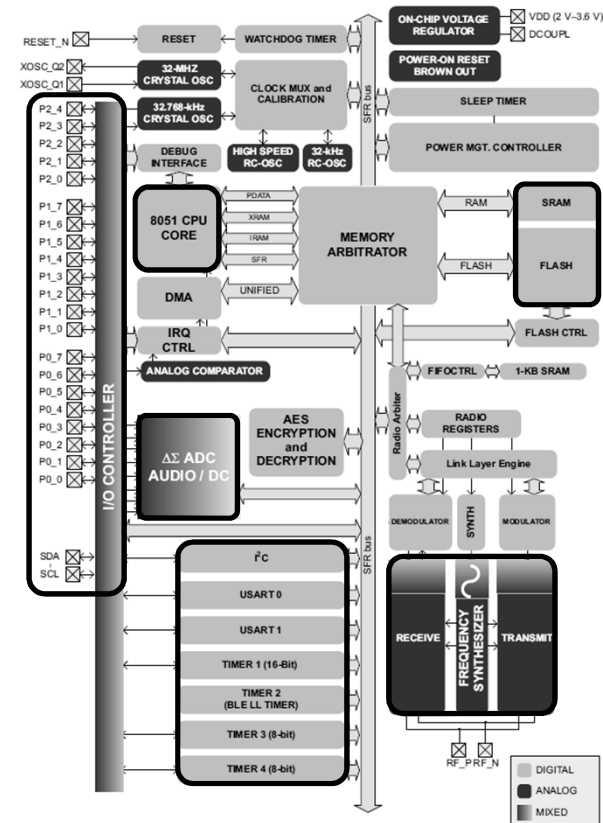 RESET_N
RESET
WATCHDOG TIMER
ON-CHIP VOLTAGE
REGULATOR
VDD (2 V–3.6 V)
DCOUPL
XOSC_Q2
XOSC_Q1
32-MHZ
CRYSTAL OSC
CLOCK MUX and
CALIBRATION
SFR bus
POWER-ON RESET
BROWN OUT
P2_4
P2_3
P2_2
P2_1
P2_0
32.768-kHz
CRYSTAL OSC
SLEEP TIMER
DEBUG
INTERFACE
HIGH SPEED
RC-OSC
32-kHz
RC-OSC
POWER MGT. CONTROLLER
P1_7
P1_6
P1_5
P1_4
P1_3
P1_2
P1_1
P1_0
8051 CPU
CORE
PDATA
XRAM
IRAM
SFR
MEMORY
ARBITRATOR
RAM
SRAM
FLASH
FLASH
DMA
UNIFIED
IRQ
CTRL
FLASH CTRL
P0_7
P0_6
P0_5
P0_4
P0_3
P0_2
P0_1
P0_0
ANALOG COMPARATOR
FIFOCTRL
1-KB SRAM
I/O CONTROLLER
ΔΣ ADC
AUDIO / DC
AES
ENCRYPTION
and
DECRYPTION
Radio Arbiter
RADIO
REGISTERS
Link Layer Engine
DEMODULATOR
SYNTH
MODULATOR
SDA
SCL
SFR bus
I²C
USART 0
USART 1
TIMER 1 (16-Bit)
TIMER 2
(BLE LL TIMER)
TIMER 3 (8-bit)
TIMER 4 (8-bit)
RECEIVE
FREQUENCY
SYNTHESIZER
TRANSMIT
RF_P
RF_N
DIGITAL
ANALOG
MIXED